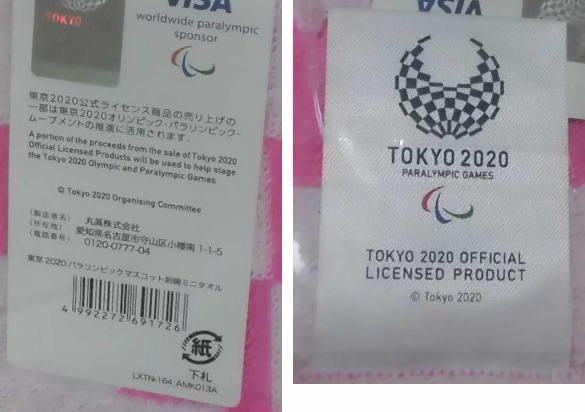 VISA
worldwide paralympic
sponsor
TOKYO
東京2020公式ライセンス商品の売り上げの
一部は東京2020オリンピック・パラリンピック・
ムーブメントの推進に活用されます。
A portion of the proceeds from the sale of Tokyo 2020
Official Licensed Products will be used to help stage
the Tokyo 2020 Olympic and Paralympic Games.
© Tokyo 2020 Organising Committee
(製造者名) 丸眞株式会社
(所在地) 愛知県名古屋市守山区小幡南 1-1-5
(電話番号) 0120-0777-04
東京 2020 パラリンピックマスコット刺繍ミニタオル
4 992272 691726
紙
下札
LXTN-164_AMK013A
VISA
TOKYO 2020
PARALYMPIC GAMES
TOKYO 2020 OFFICIAL
LICENSED PRODUCT
© Tokyo 2020